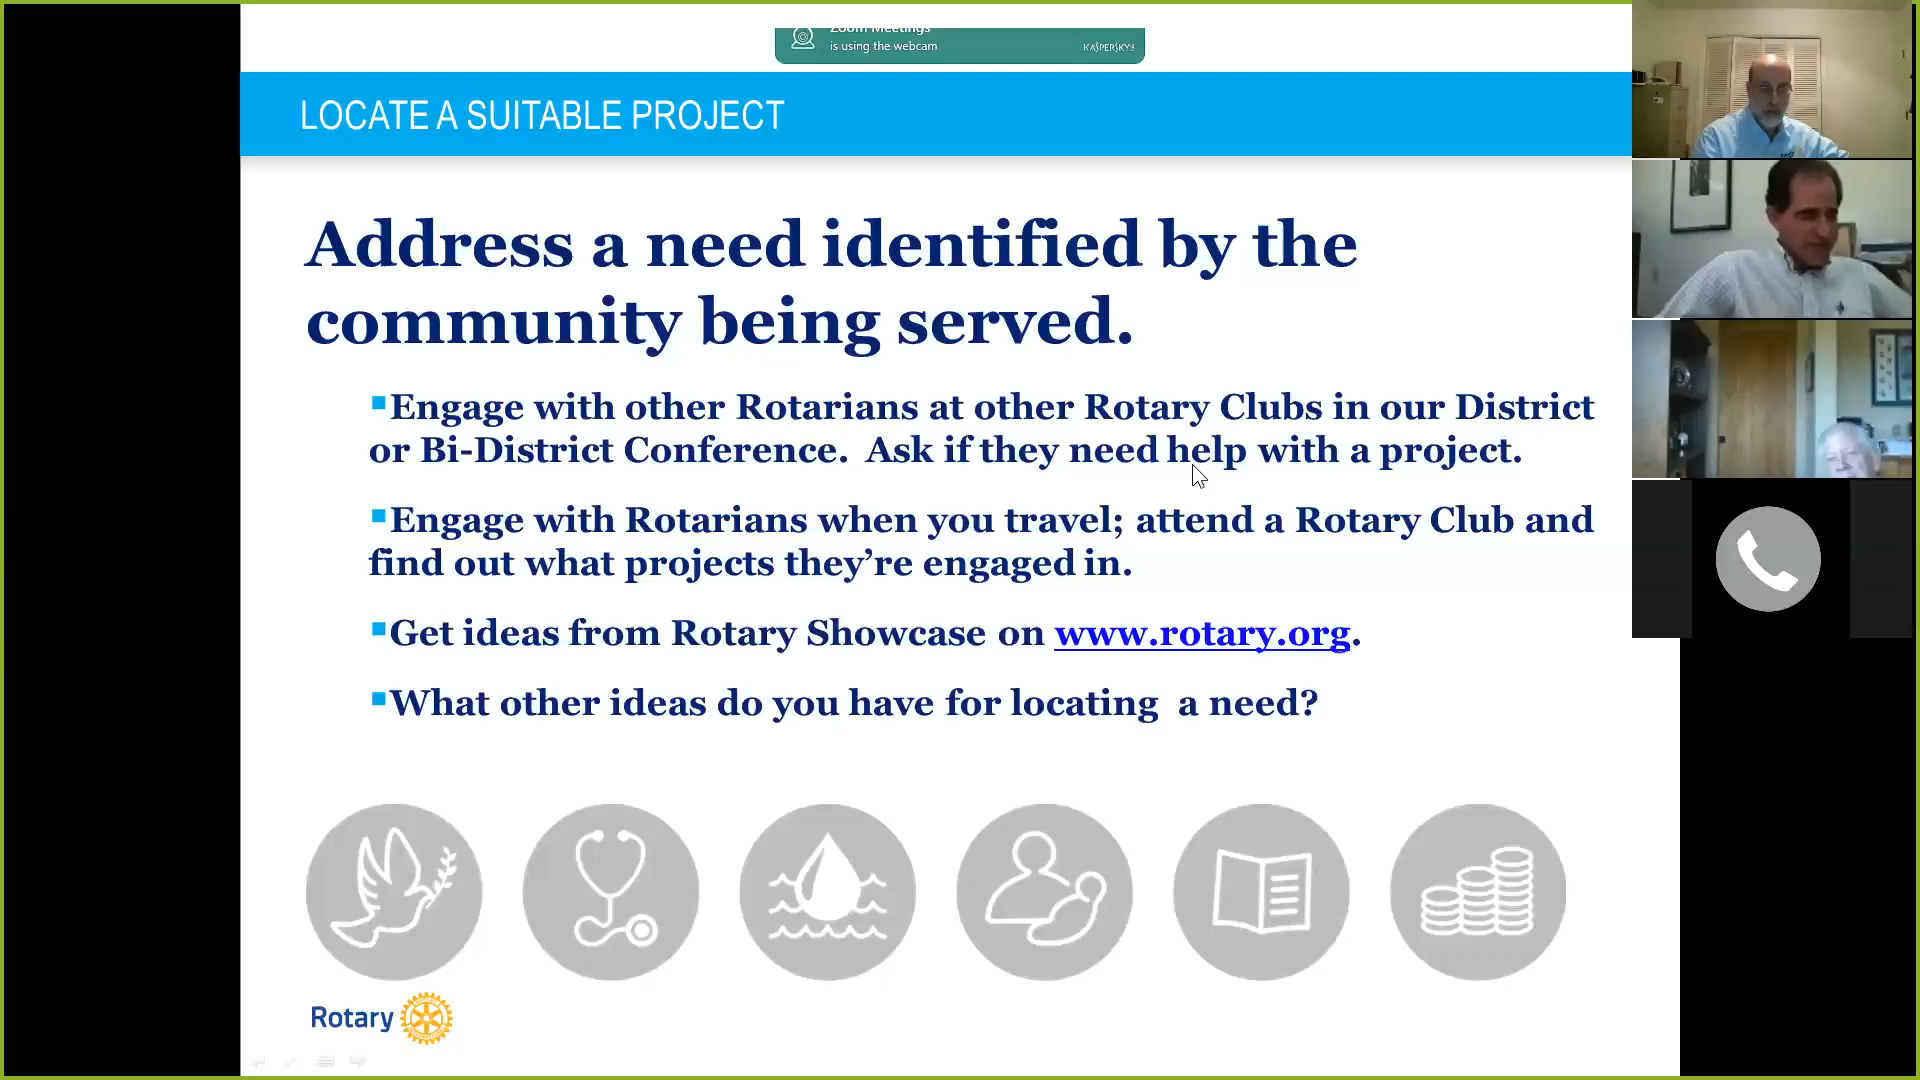 Zoom Meetings
is using the webcam
KASPERSKY
LOCATE A SUITABLE PROJECT
Address a need identified by the
community being served.
▪Engage with other Rotarians at other Rotary Clubs in our District
or Bi-District Conference.  Ask if they need help with a project.
▪Engage with Rotarians when you travel; attend a Rotary Club and
find out what projects they’re engaged in.
▪Get ideas from Rotary Showcase on www.rotary.org.
▪What other ideas do you have for locating  a need?
Rotary